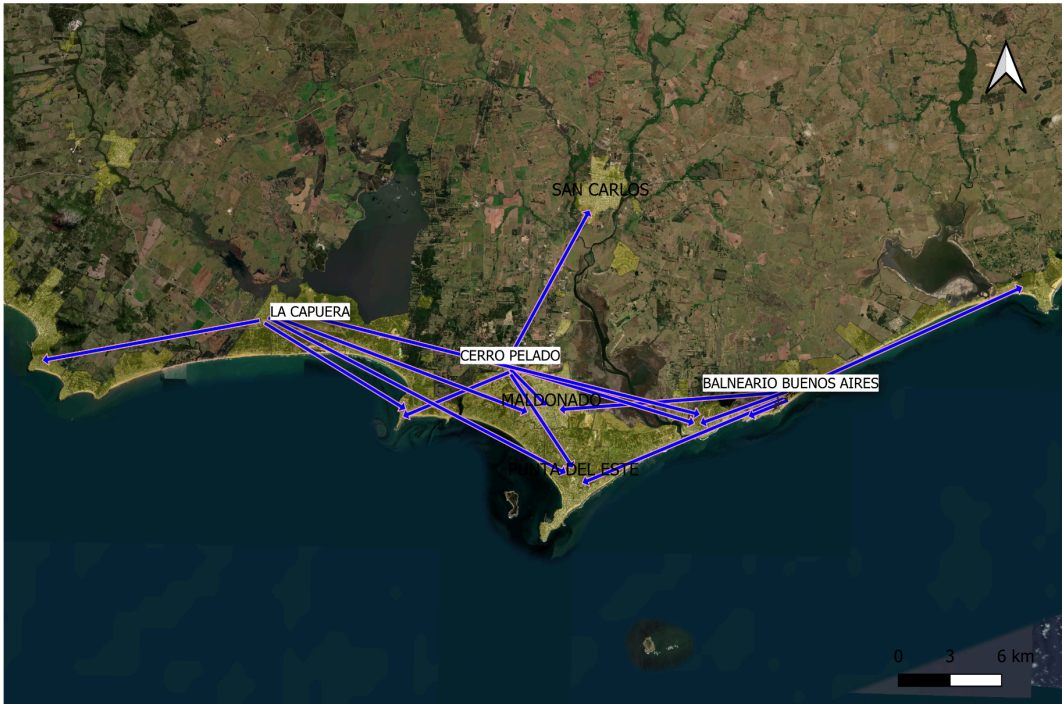 SAN CARLOS
LA CAPUERA
CERRO PELADO
BALNEARIO BUENOS AIRES
MALDONADO
PUNTA DEL ESTE
0 3 6 km